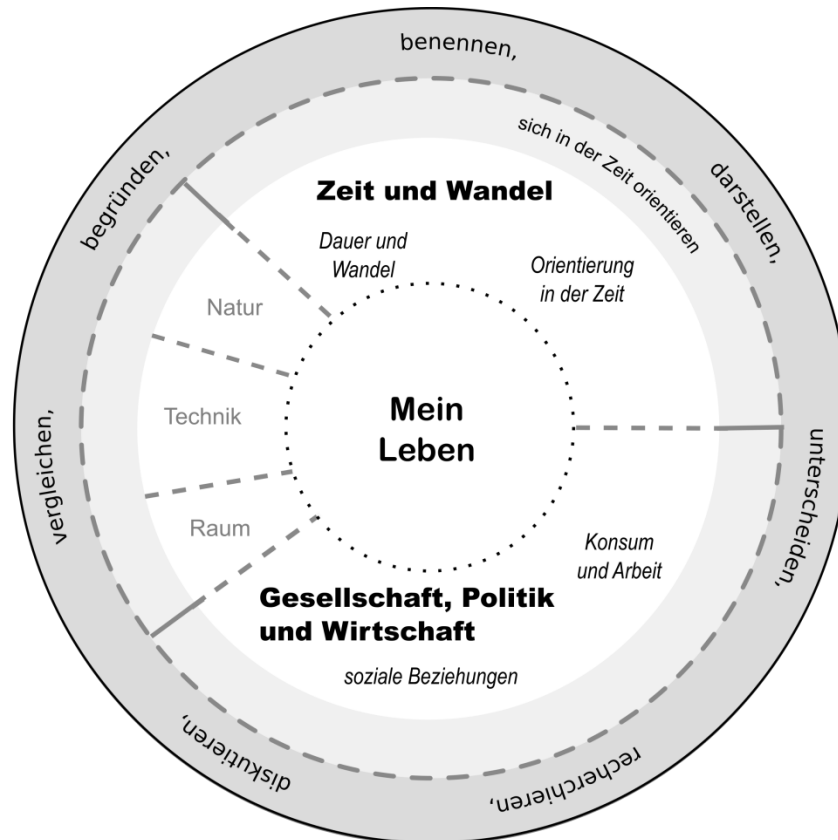 benennen,
darstellen,
unterscheiden,
recherchieren,
diskutieren,
vergleichen,
begründen,
sich in der Zeit orientieren
Zeit und Wandel
Dauer und
Wandel
Orientierung
in der Zeit
Natur
Technik
Raum
Mein
Leben
Konsum
und Arbeit
Gesellschaft, Politik
und Wirtschaft
soziale Beziehungen